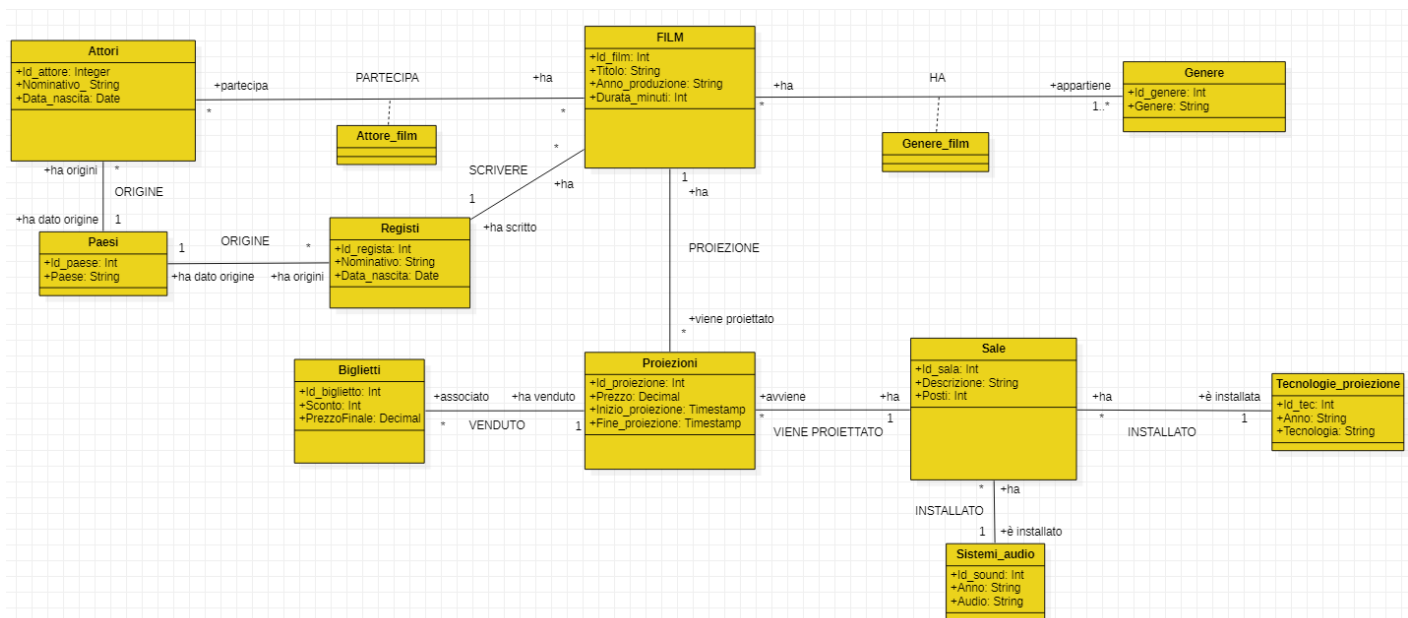 Attori
+Id_attore: Integer
+Nominativo_ String
+Data_nascita: Date
+partecipa
*
PARTECIPA
+ha
*
Attore_film
FILM
+Id_film: Int
+Titolo: String
+Anno_produzione: String
+Durata_minuti: Int
+ha
*
HA
+appartiene
1..*
Genere_film
Genere
+Id_genere: Int
+Genere: String
+ha origini
*
ORIGINE
+ha dato origine
1
Paesi
+Id_paese: Int
+Paese: String
1
ORIGINE
*
+ha dato origine
+ha origini
Registi
+Id_regista: Int
+Nominativo: String
+Data_nascita: Date
*
SCRIVERE
+ha
1
+ha scritto
1
+ha
PROIEZIONE
+viene proiettato
*
Biglietti
+Id_biglietto: Int
+Sconto: Int
+PrezzoFinale: Decimal
+associato
+ha venduto
*
VENDUTO
1
Proiezioni
+Id_proiezione: Int
+Prezzo: Decimal
+Inizio_proiezione: Timestamp
+Fine_proiezione: Timestamp
+avviene
+ha
*
VIENE PROIETTATO
1
Sale
+Id_sala: Int
+Descrizione: String
+Posti: Int
+ha
+è installata
*
INSTALLATO
1
Tecnologie_proiezione
+Id_tec: Int
+Anno: String
+Tecnologia: String
*
+ha
INSTALLATO
1
+è installato
Sistemi_audio
+Id_sound: Int
+Anno: String
+Audio: String